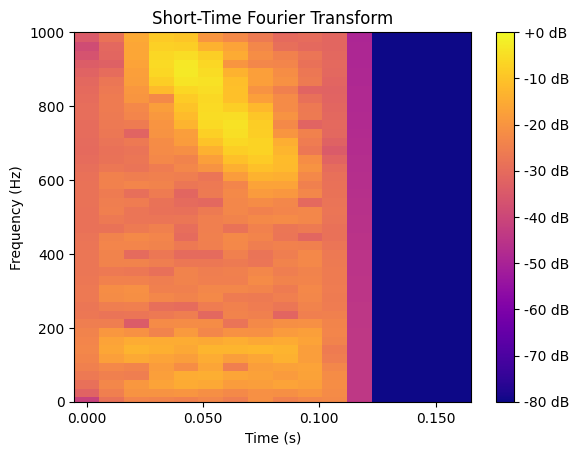 Short-Time Fourier Transform
1000
800
600
400
200
0
Frequency (Hz)
0.000
0.050
0.100
0.150
Time (s)
+0 dB
-10 dB
-20 dB
-30 dB
-40 dB
-50 dB
-60 dB
-70 dB
-80 dB